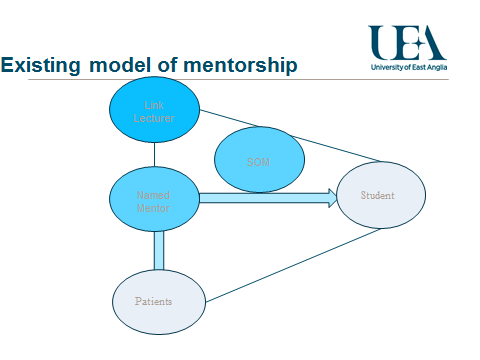 UEA
University of East Anglia
Existing model of mentorship
Link
Lecturer
SOM
Named
Mentor
Student
Patients